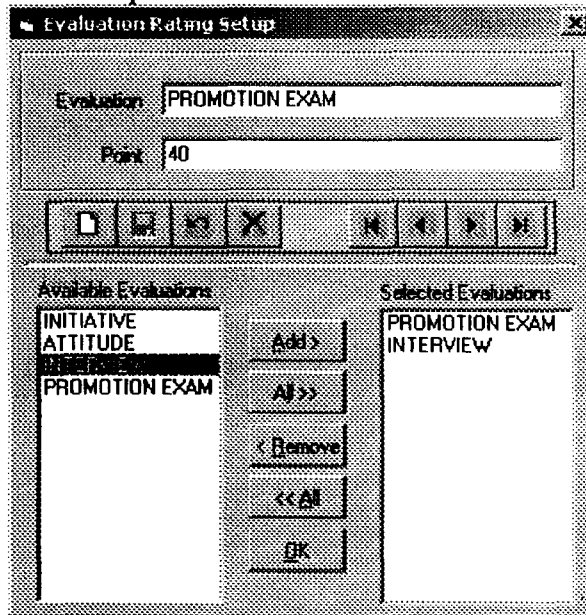 Evaluation Rating Setup
Evaluation PROMOTION EXAM
Point 40
Available Evaluations
INITIATIVE
ATTITUDE
PROMOTION EXAM
Add >
All >>
< Remove
<< All
OK
Selected Evaluations
PROMOTION EXAM
INTERVIEW